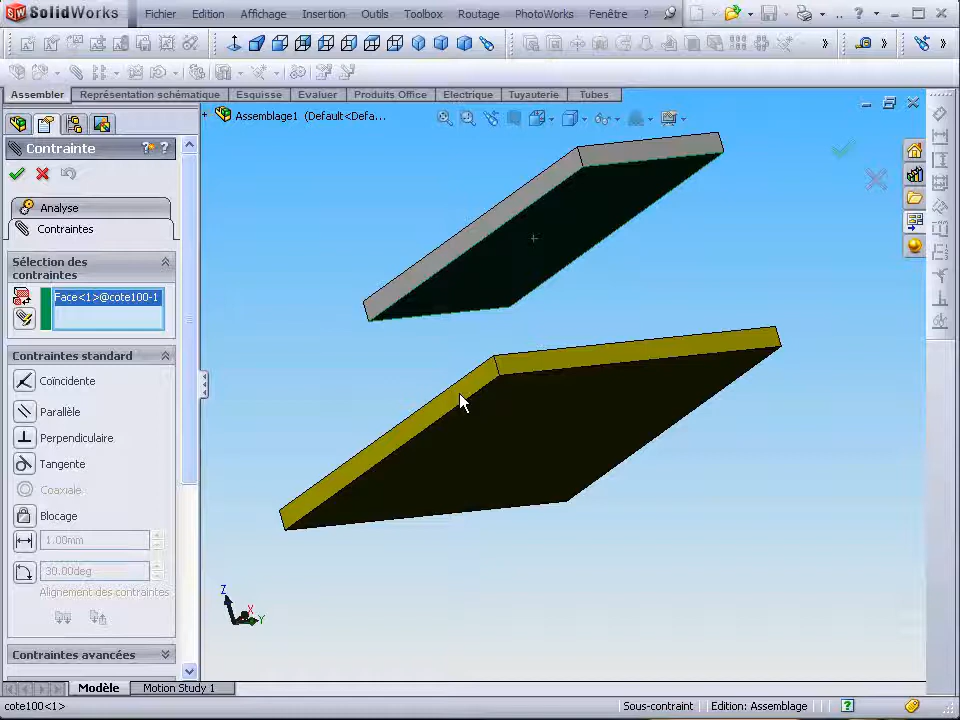 SolidWorks
Fichier Edition Affichage Insertion Outils Toolbox Routage PhotoWorks Fenêtre ?
Assembler Représentation schématique Esquisse Evaluer Produits Office Electrique Tuyauterie Tubes
Assemblage1 (Default<Defa...
Contrainte
Analyse
Contraintes
Sélection des
contraintes
Face<1>@cote100-1
Contraintes standard
Coïncidente
Parallèle
Perpendiculaire
Tangente
Coaxiale
Blocage
1.00mm
30.00deg
Alignement des contraintes
Contraintes avancées
Z
X
Y
Modèle Motion Study 1
cote100<1> Sous-contraint Edition: Assemblage ?